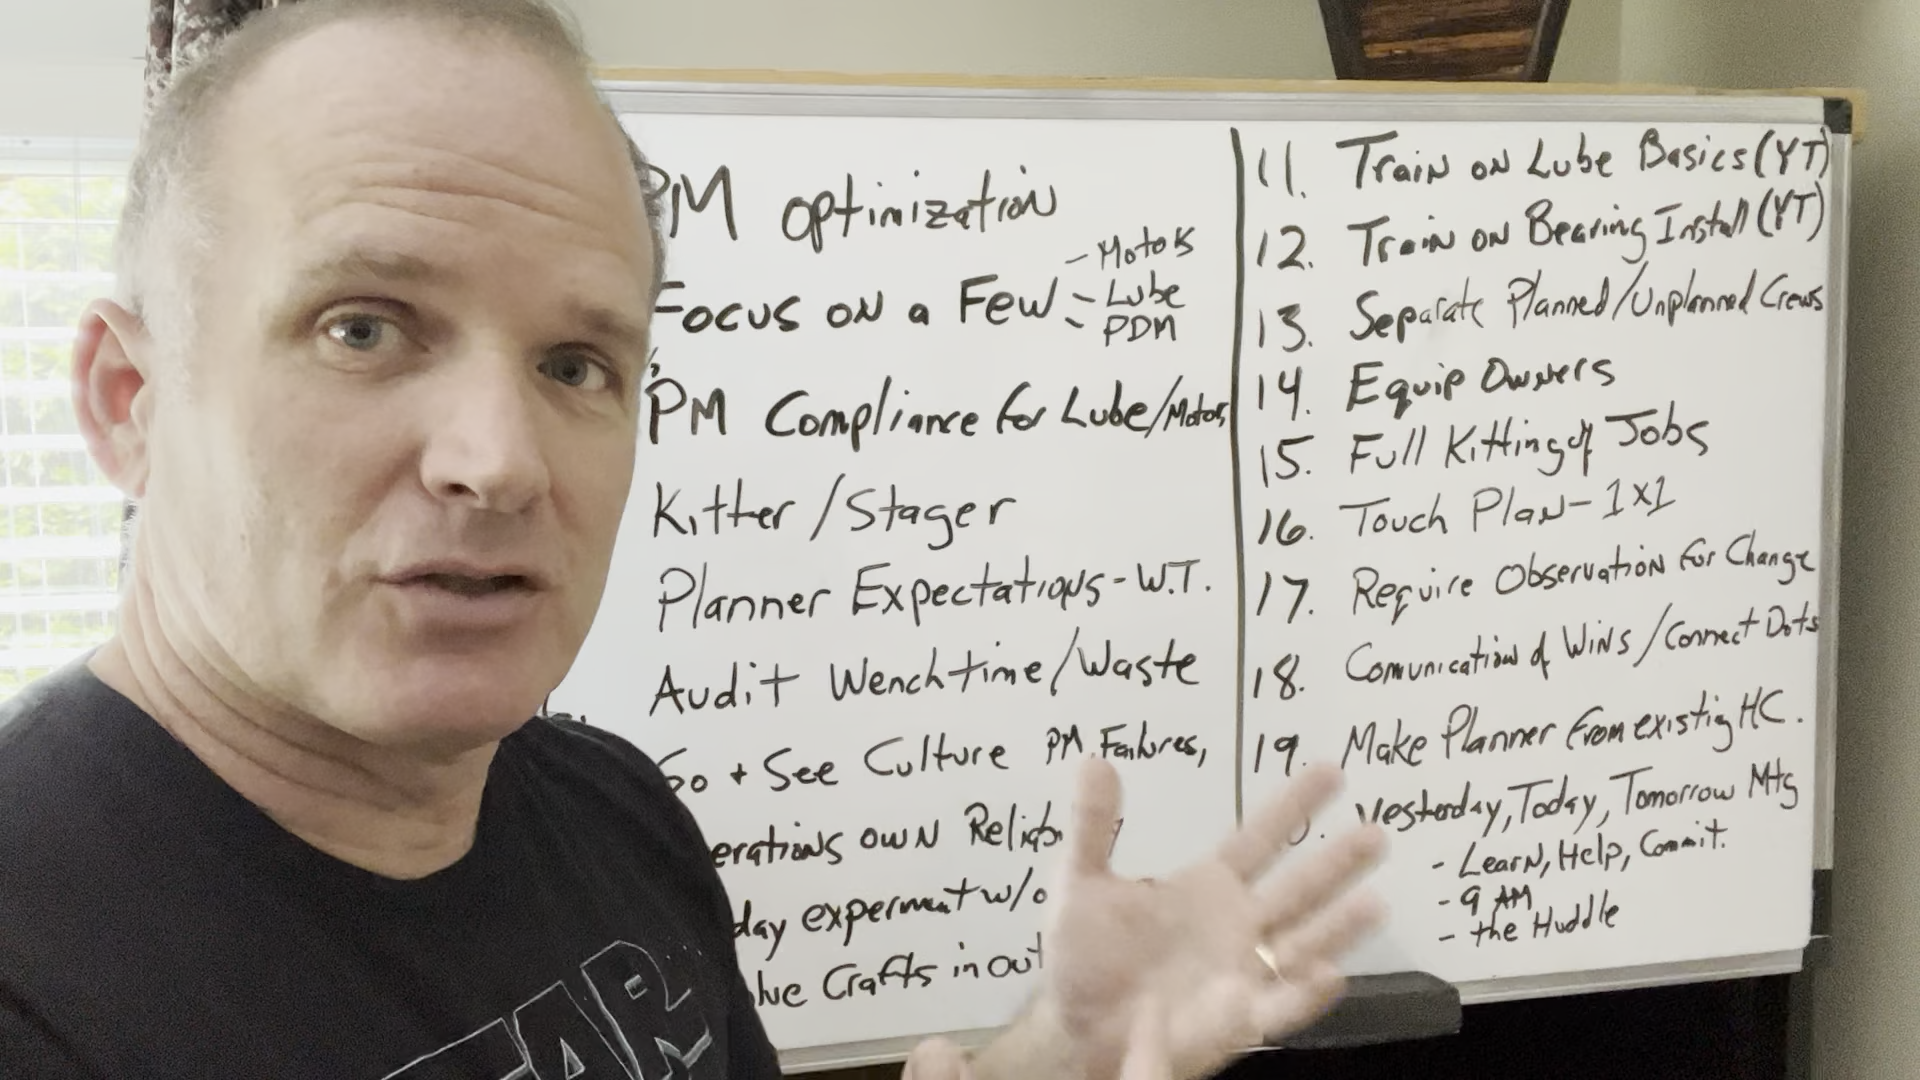 PM optimization
Focus on a Few - Motors
- Lube
- PDM
PM Compliance for Lube/Motors
Kitter/Stager
Planner Expectations - W.T.
Audit Wenchtime/Waste
Go + See Culture PM Failures,
erations own
day experment w/o
Crafts in out
11. Train on Lube Basics (YT)
12. Train on Bearing Install (YT)
13. Separate Planned/Unplanned Crews
14. Equip Owners
15. Full Kitting of Jobs
16. Touch Plan - 1x1
17. Require Observation for Change
18. Comunication of Wins/Connect Dots
19. Make Planner from existig HC.
Yesterday, Today, Tomorrow Mtg
- Learn, Help, Commit.
- 9 AM
- the Huddle
TAR